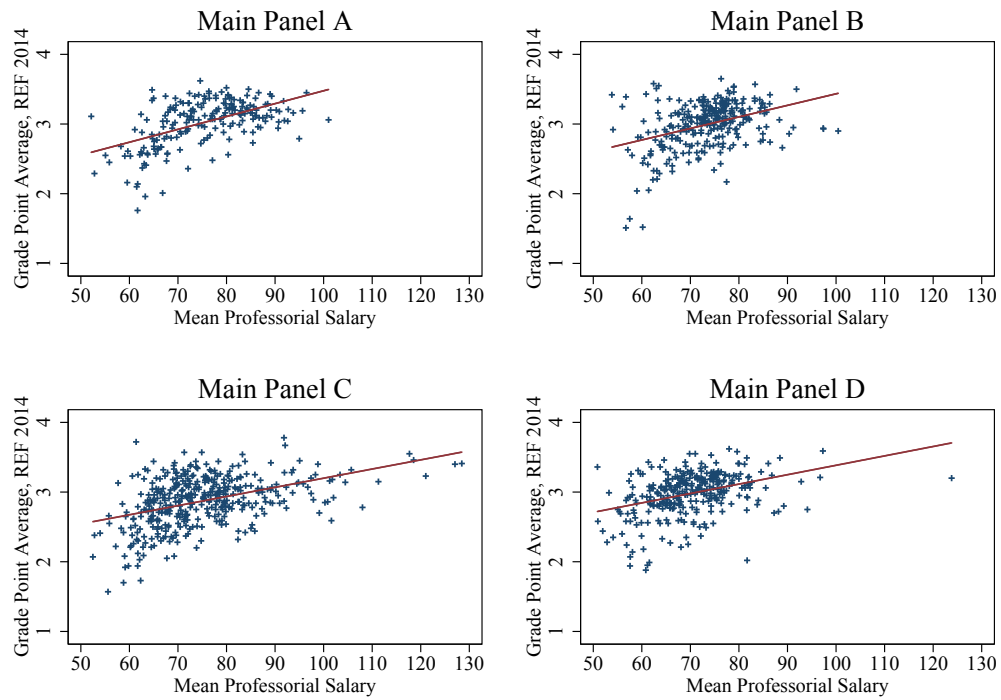 Main Panel A
Grade Point Average, REF 2014
4
3
2
1
50 60 70 80 90 100 110 120 130
Mean Professorial Salary
Main Panel B
Grade Point Average, REF 2014
4
3
2
1
50 60 70 80 90 100 110 120 130
Mean Professorial Salary
Main Panel C
Grade Point Average, REF 2014
4
3
2
1
50 60 70 80 90 100 110 120 130
Mean Professorial Salary
Main Panel D
Grade Point Average, REF 2014
4
3
2
1
50 60 70 80 90 100 110 120 130
Mean Professorial Salary